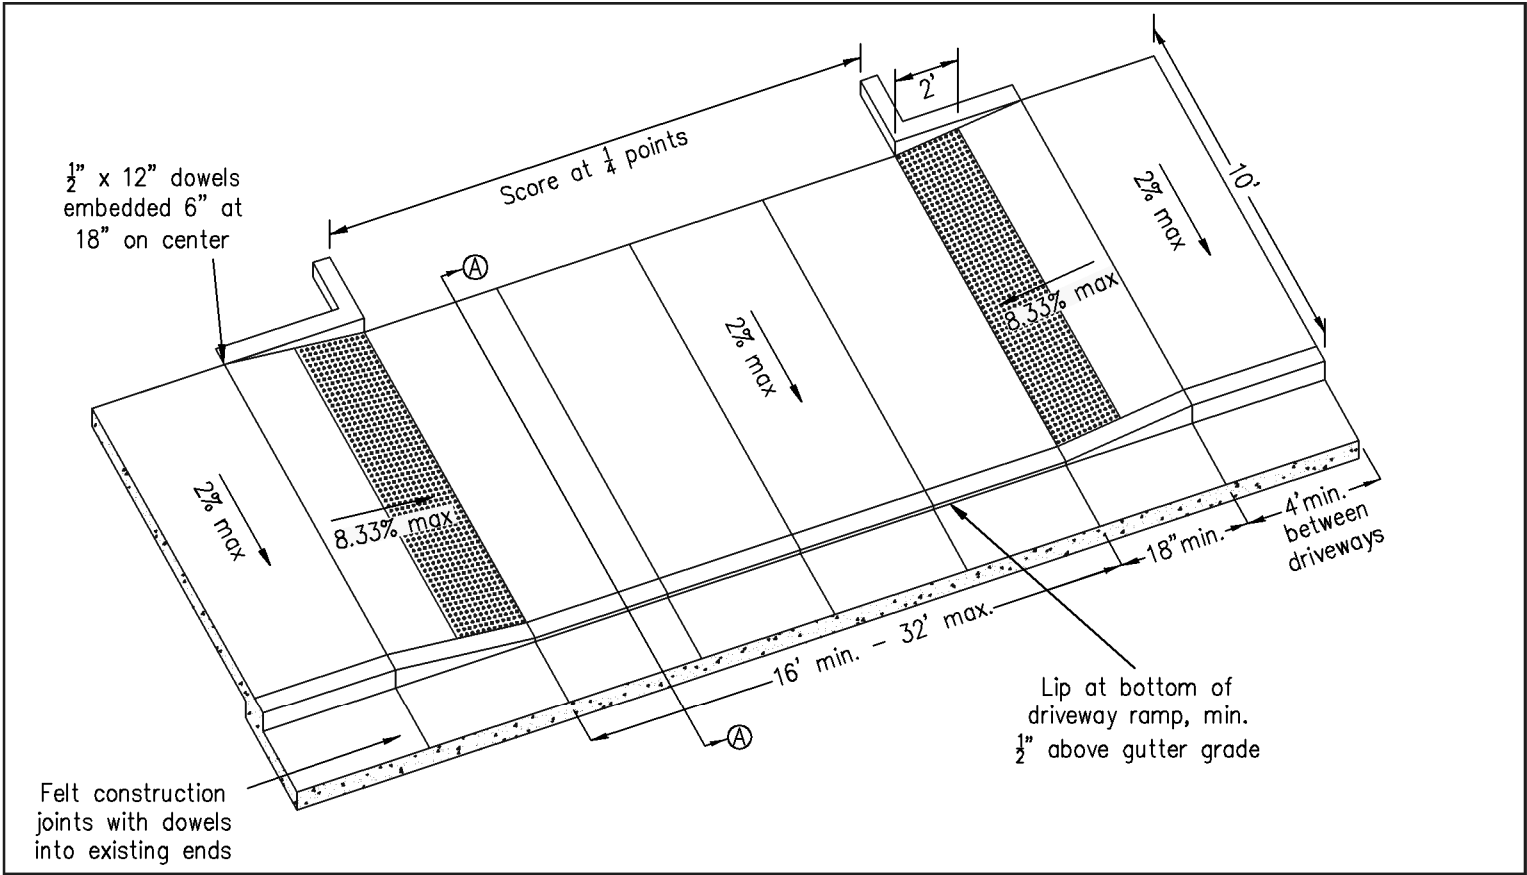 ½" x 12" dowels
embedded 6" at
18" on center
Score at ¼ points
2'
10'
2% max
8.33% max
A
2% max
2% max
8.33% max
4' min.
between
driveways
18" min.
16' min. - 32' max.
A
Lip at bottom of
driveway ramp, min.
½" above gutter grade
Felt construction
joints with dowels
into existing ends